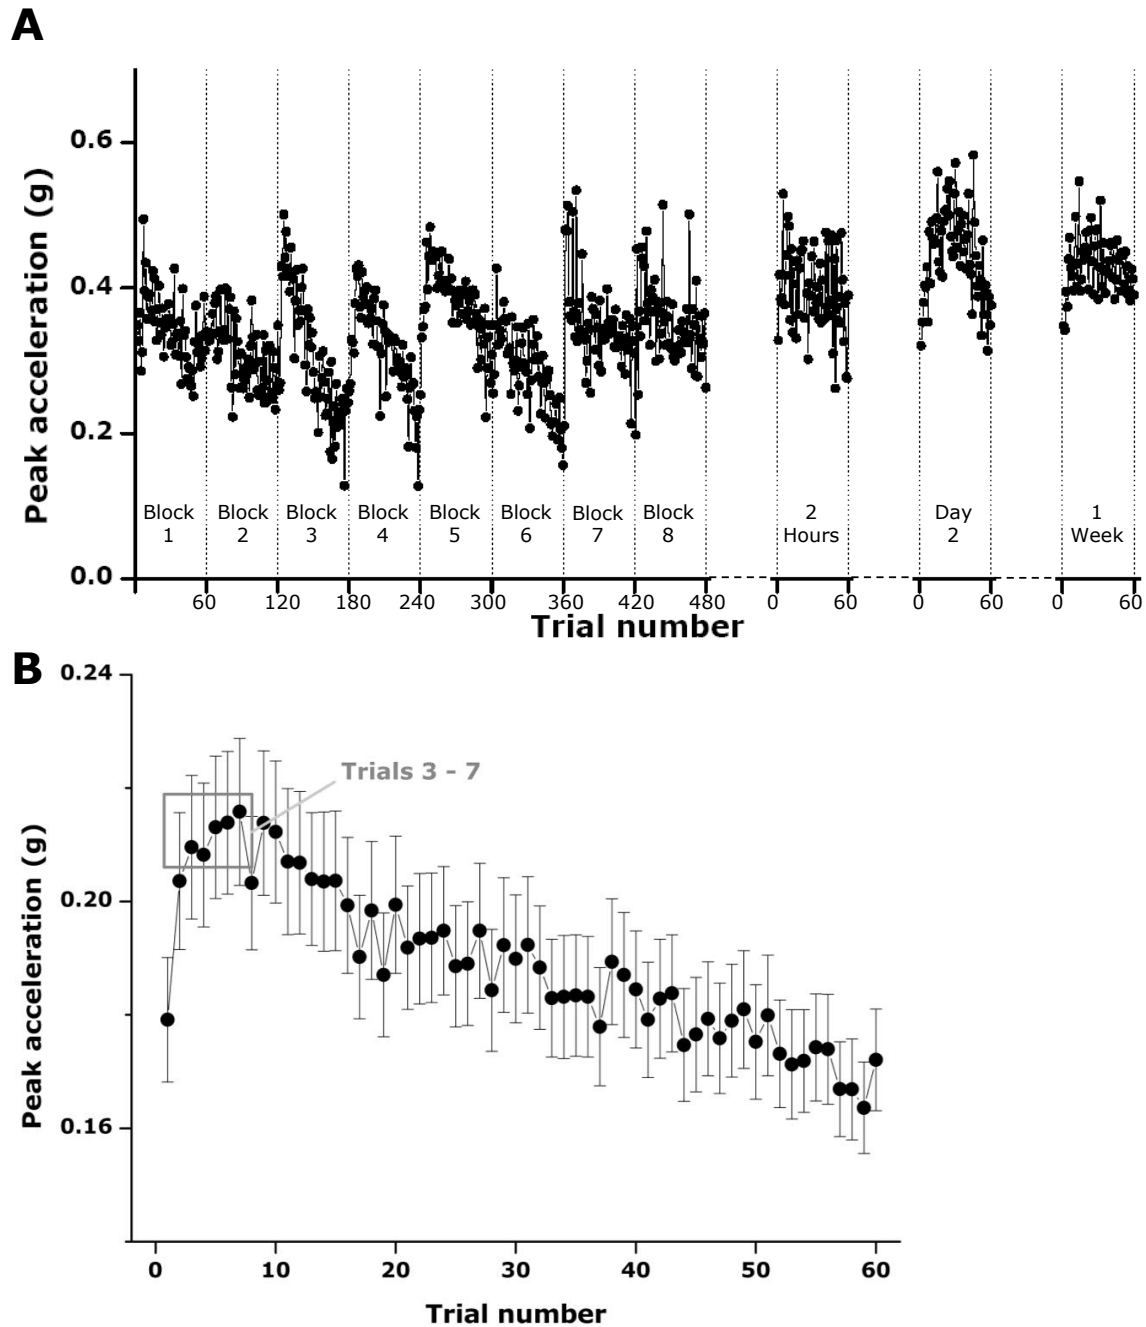 A
Peak acceleration (g)
0.6
0.4
0.2
0.0
Block Block Block Block Block Block Block Block 2 Day 1
1 2 3 4 5 6 7 8 Hours 2 Week
60 120 180 240 300 360 420 480 0 60 0 60 0 60
Trial number
B
Peak acceleration (g)
0.24
0.20
0.16
Trials 3 - 7
0 10 20 30 40 50 60
Trial number